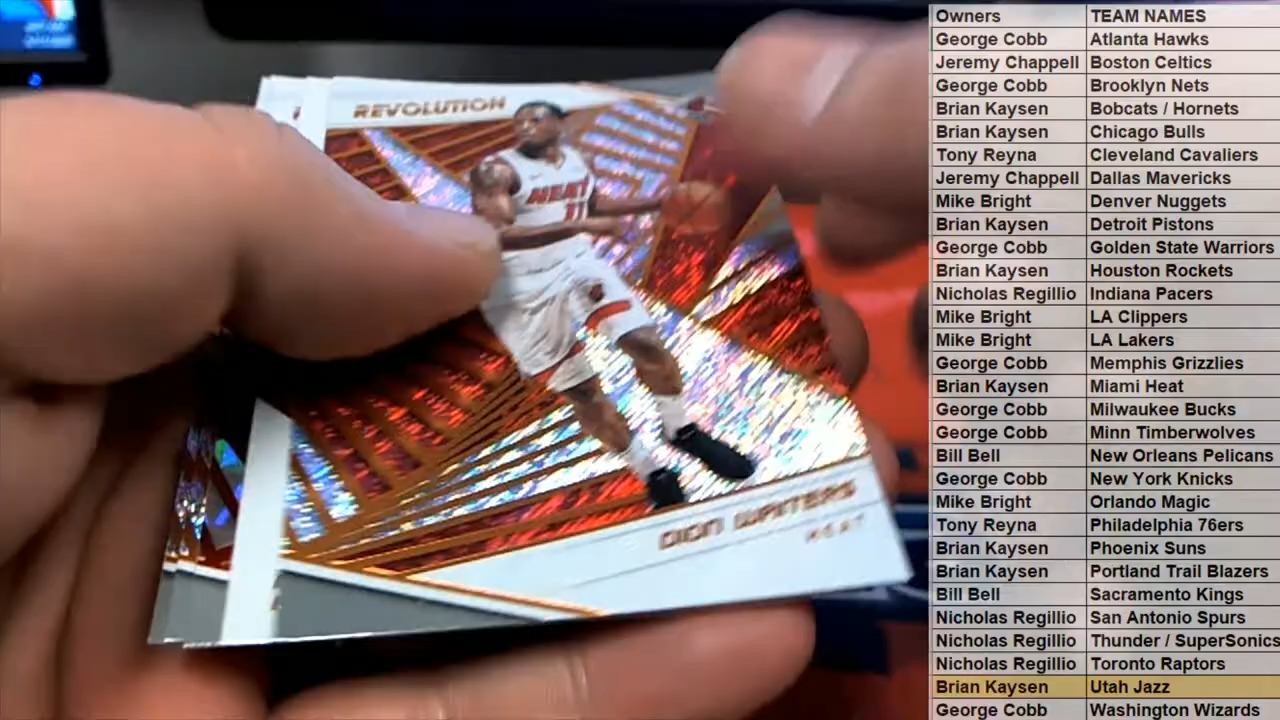 REVOLUTION
HEAT
DION WAITERS
HEAT
Owners TEAM NAMES
George Cobb Atlanta Hawks
Jeremy Chappell Boston Celtics
George Cobb Brooklyn Nets
Brian Kaysen Bobcats / Hornets
Brian Kaysen Chicago Bulls
Tony Reyna Cleveland Cavaliers
Jeremy Chappell Dallas Mavericks
Mike Bright Denver Nuggets
Brian Kaysen Detroit Pistons
George Cobb Golden State Warriors
Brian Kaysen Houston Rockets
Nicholas Regillio Indiana Pacers
Mike Bright LA Clippers
Mike Bright LA Lakers
George Cobb Memphis Grizzlies
Brian Kaysen Miami Heat
George Cobb Milwaukee Bucks
George Cobb Minn Timberwolves
Bill Bell New Orleans Pelicans
George Cobb New York Knicks
Mike Bright Orlando Magic
Tony Reyna Philadelphia 76ers
Brian Kaysen Phoenix Suns
Brian Kaysen Portland Trail Blazers
Bill Bell Sacramento Kings
Nicholas Regillio San Antonio Spurs
Nicholas Regillio Thunder / SuperSonics
Nicholas Regillio Toronto Raptors
Brian Kaysen Utah Jazz
George Cobb Washington Wizards